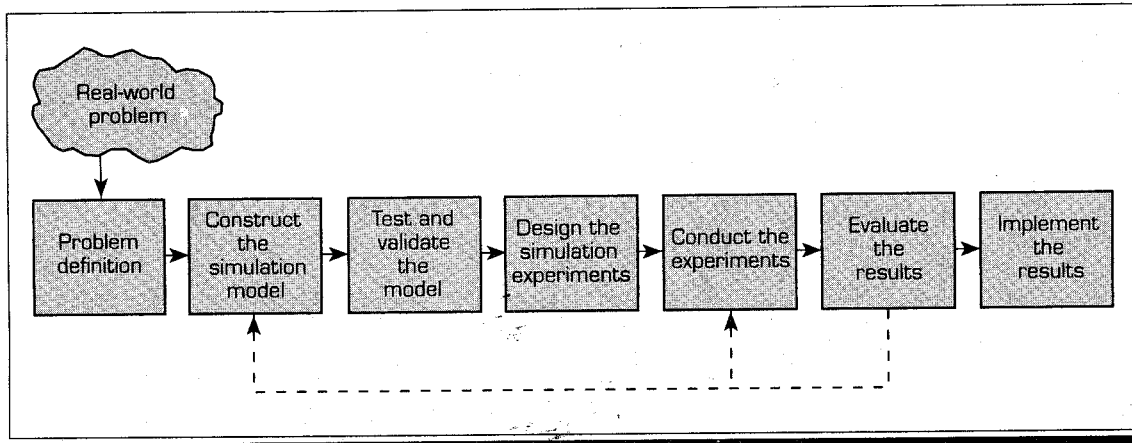 Real-world
problem
Problem
definition
Construct
the
simulation
model
Test and
validate
the
model
Design the
simulation
experiments
Conduct the
experiments
Evaluate
the
results
Implement
the
results